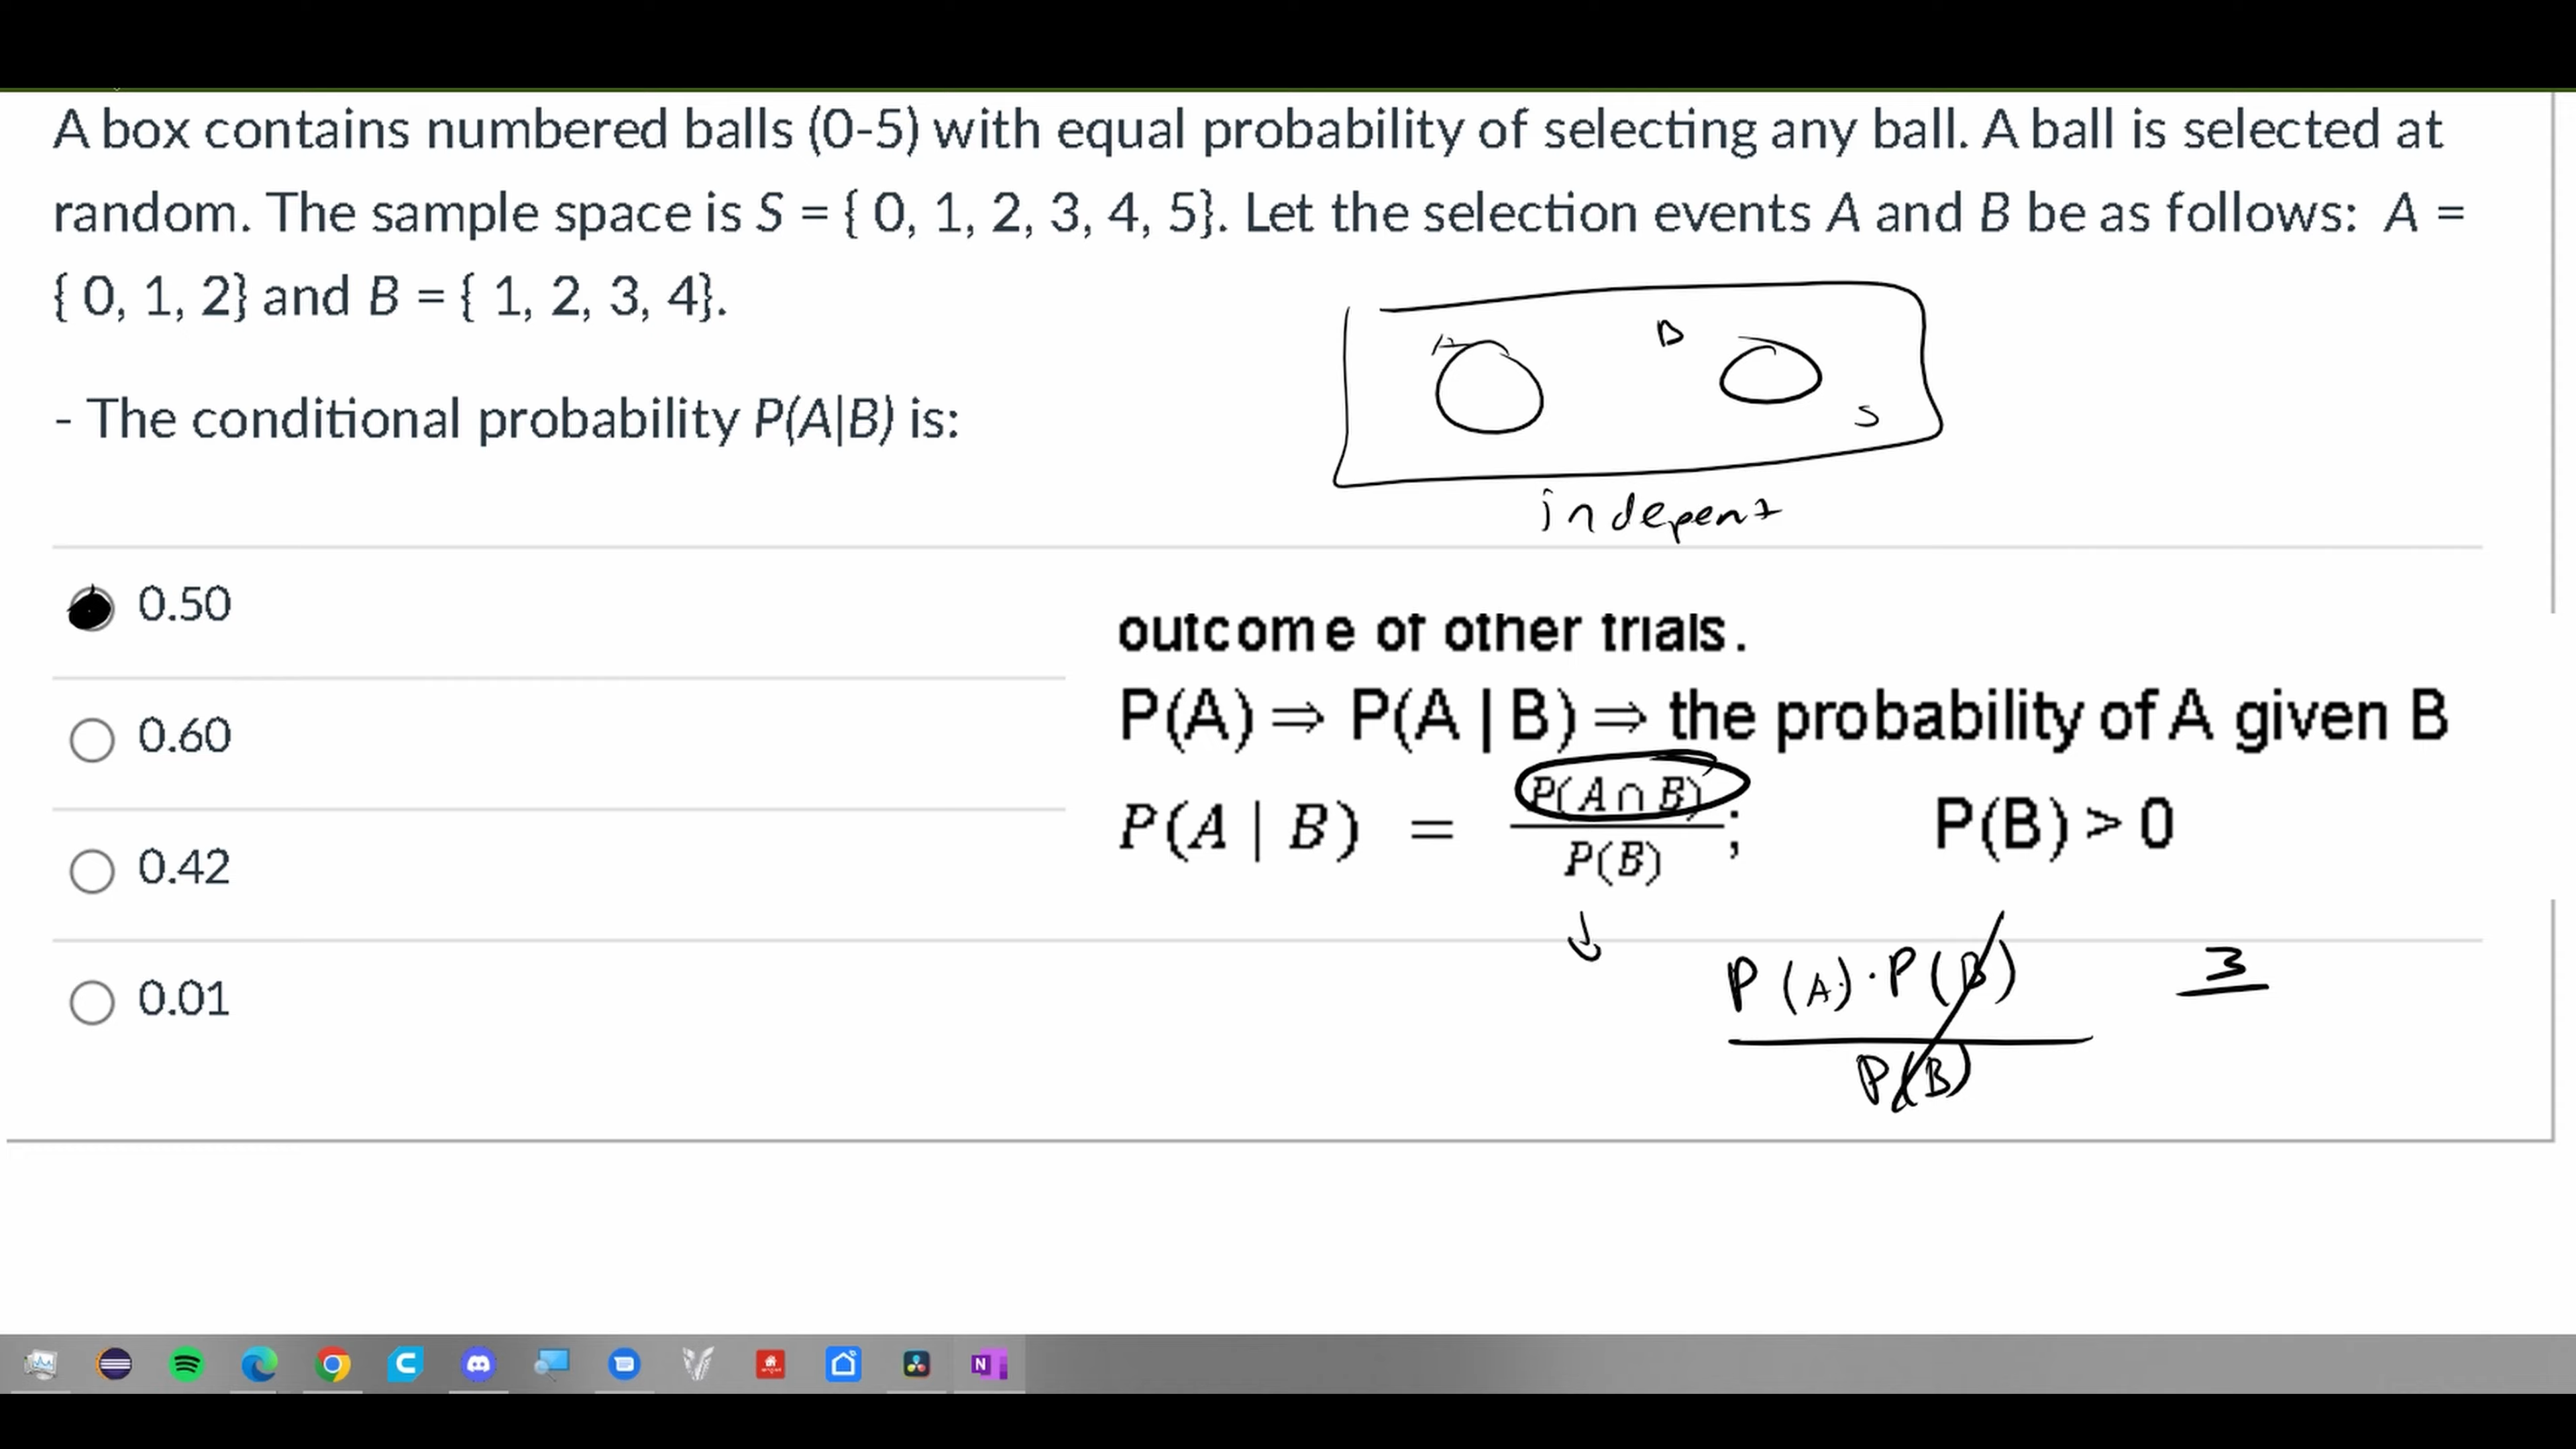 A box contains numbered balls (0-5) with equal probability of selecting any ball. A ball is selected at
random. The sample space is S = { 0, 1, 2, 3, 4, 5}. Let the selection events A and B be as follows: A =
{ 0, 1, 2} and B = { 1, 2, 3, 4}.
B
- The conditional probability P(A|B) is:
S
indepent
0.50
outcome of other trials.
P(A) ⇒ P(A | B) ⇒ the probability of A given B
0.60
P(A | B) = P(A ∩ B) / P(B) ; P(B) > 0
0.42
P(A) · P(B) / P(B)
3
0.01